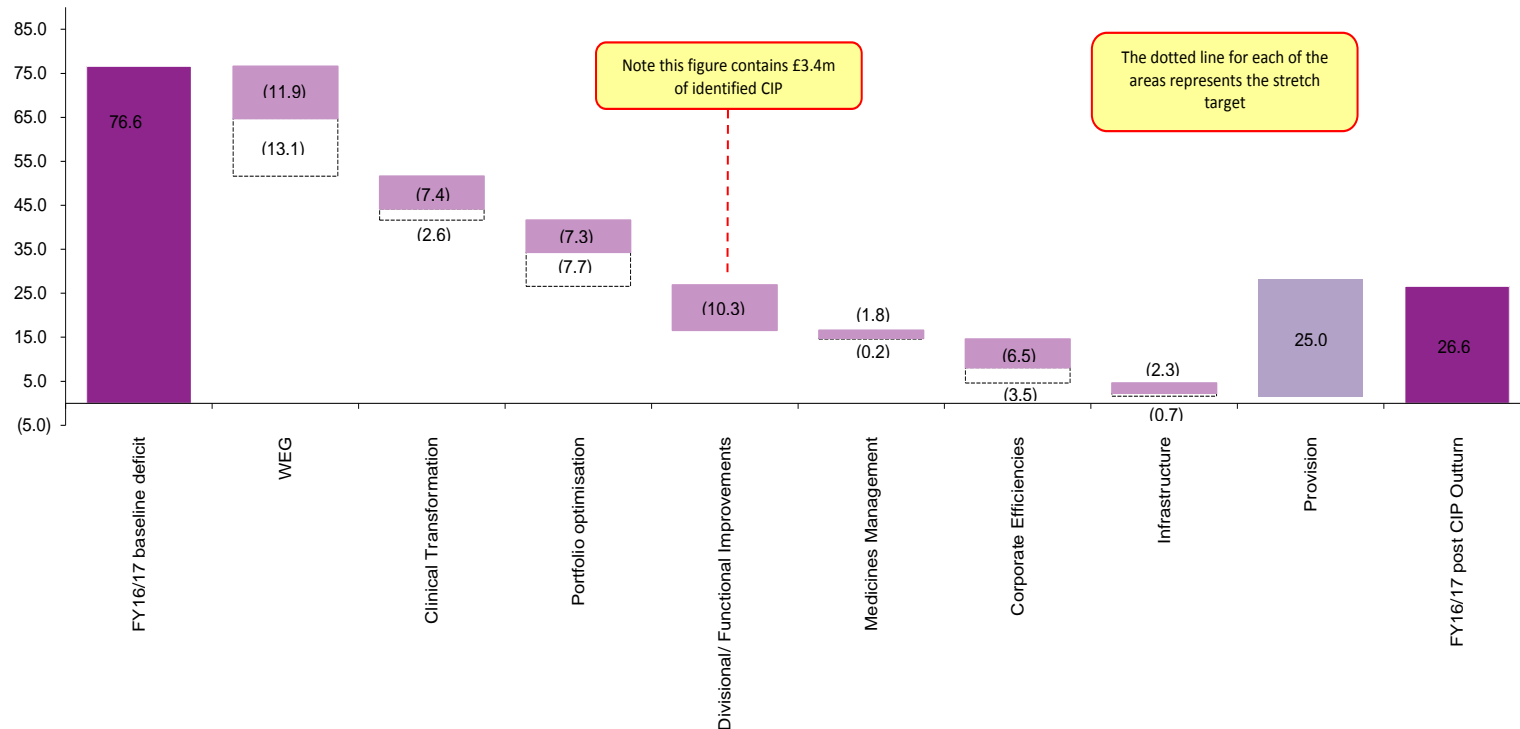 85.0
75.0
65.0
55.0
45.0
35.0
25.0
15.0
5.0
(5.0)
Note this figure contains £3.4m
of identified CIP
The dotted line for each of the
areas represents the stretch
target
76.6
(11.9)
(13.1)
(7.4)
(2.6)
(7.3)
(7.7)
(10.3)
(1.8)
(0.2)
(6.5)
(3.5)
(2.3)
(0.7)
25.0
26.6
FY16/17 baseline deficit
WEG
Clinical Transformation
Portfolio optimisation
Divisional/ Functional Improvements
Medicines Management
Corporate Efficiencies
Infrastructure
Provision
FY16/17 post CIP Outturn